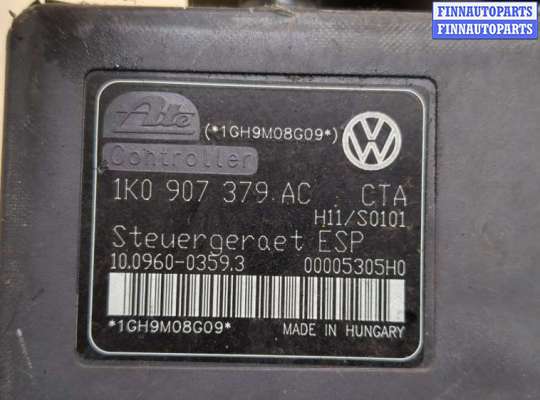 FINNAUTOPARTS
FINNAUTOPARTS
Ate (*1GH9M08G09*)
Controller
1K0 907 379 AC CTA
H11/S0101
Steuergeraet ESP
10.0960-0359.3 00005305H0
*1GH9M08G09* MADE IN HUNGARY